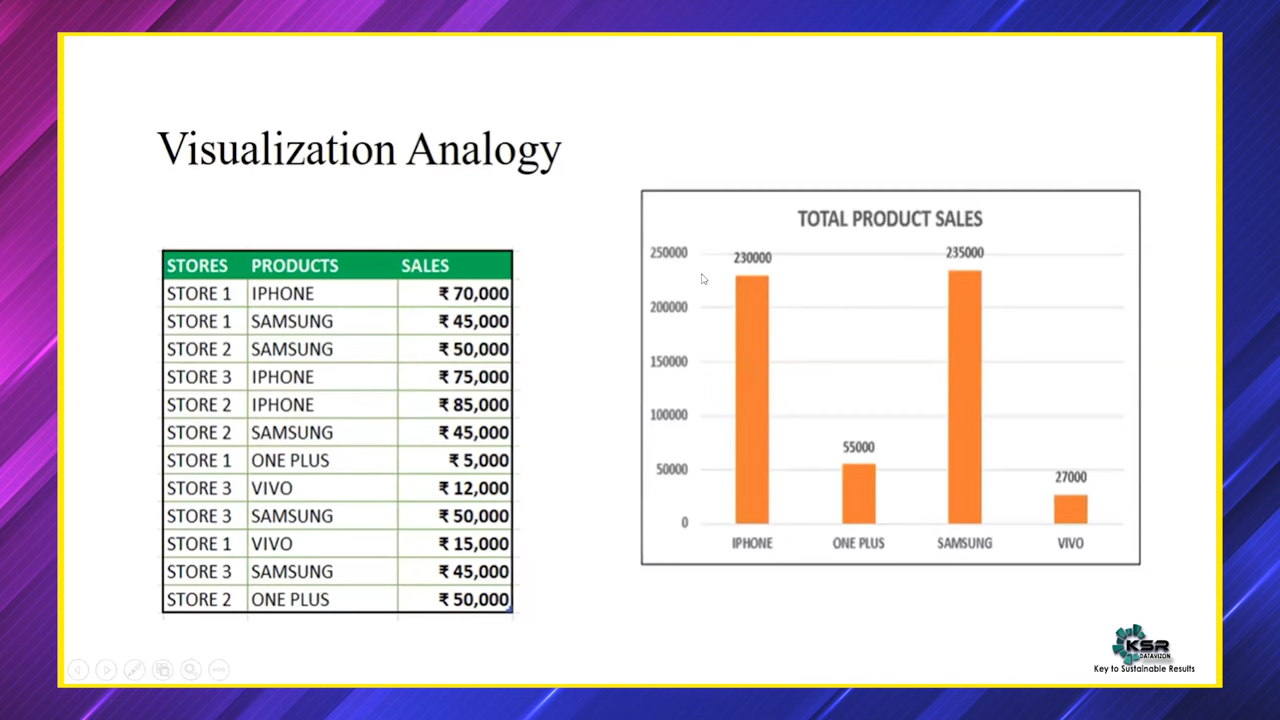 Visualization Analogy
STORES PRODUCTS SALES
STORE 1 IPHONE ₹ 70,000
STORE 1 SAMSUNG ₹ 45,000
STORE 2 SAMSUNG ₹ 50,000
STORE 3 IPHONE ₹ 75,000
STORE 2 IPHONE ₹ 85,000
STORE 2 SAMSUNG ₹ 45,000
STORE 1 ONE PLUS ₹ 5,000
STORE 3 VIVO ₹ 12,000
STORE 3 SAMSUNG ₹ 50,000
STORE 1 VIVO ₹ 15,000
STORE 3 SAMSUNG ₹ 45,000
STORE 2 ONE PLUS ₹ 50,000
TOTAL PRODUCT SALES
250000
200000
150000
100000
50000
0
230000
55000
235000
27000
IPHONE ONE PLUS SAMSUNG VIVO
KSR
DATAVIZON
Key to Sustainable Results